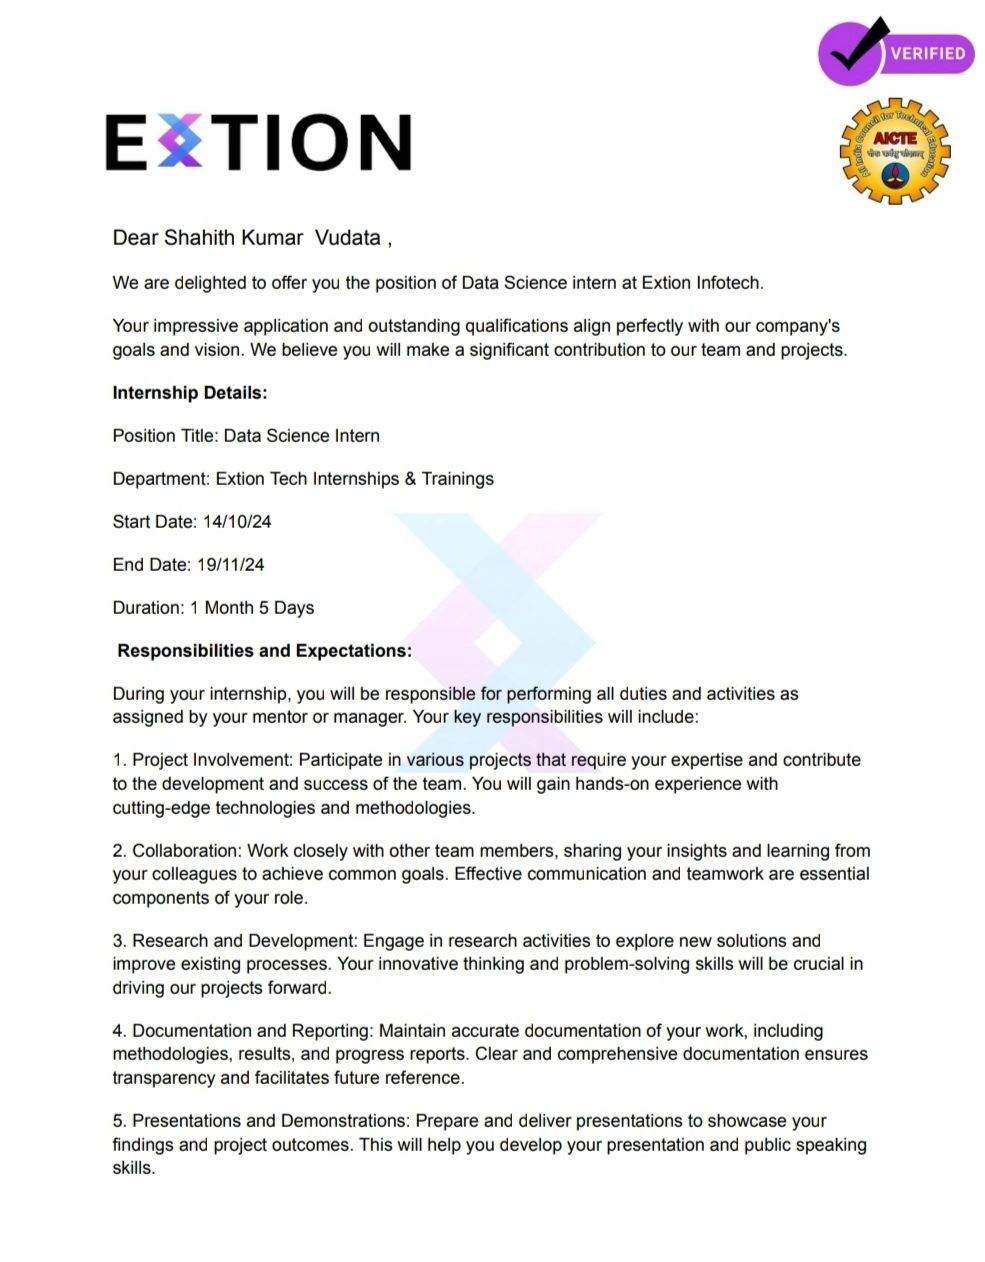 VERIFIED
EXTION
All India Council for Technical Education
AICTE
Dear Shahith Kumar  Vudata ,
We are delighted to offer you the position of Data Science intern at Extion Infotech.
Your impressive application and outstanding qualifications align perfectly with our company's
goals and vision. We believe you will make a significant contribution to our team and projects.
Internship Details:
Position Title: Data Science Intern
Department: Extion Tech Internships & Trainings
Start Date: 14/10/24
End Date: 19/11/24
Duration: 1 Month 5 Days
Responsibilities and Expectations:
During your internship, you will be responsible for performing all duties and activities as
assigned by your mentor or manager. Your key responsibilities will include:
1. Project Involvement: Participate in various projects that require your expertise and contribute
to the development and success of the team. You will gain hands-on experience with
cutting-edge technologies and methodologies.
2. Collaboration: Work closely with other team members, sharing your insights and learning from
your colleagues to achieve common goals. Effective communication and teamwork are essential
components of your role.
3. Research and Development: Engage in research activities to explore new solutions and
improve existing processes. Your innovative thinking and problem-solving skills will be crucial in
driving our projects forward.
4. Documentation and Reporting: Maintain accurate documentation of your work, including
methodologies, results, and progress reports. Clear and comprehensive documentation ensures
transparency and facilitates future reference.
5. Presentations and Demonstrations: Prepare and deliver presentations to showcase your
findings and project outcomes. This will help you develop your presentation and public speaking
skills.